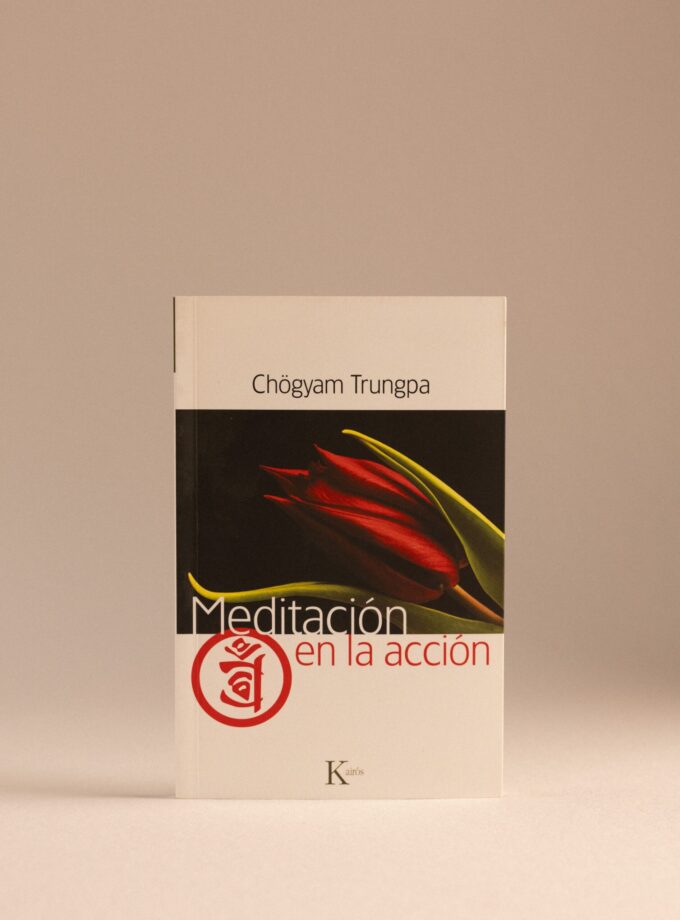 Chögyam Trungpa
Meditación
en la acción
Kairós